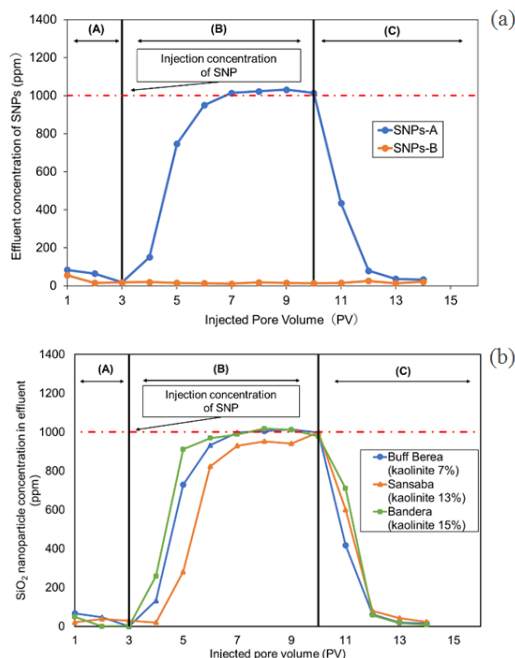 (a)
1400
(A)
(B)
(C)
1200
Injection concentration
of SNP
1000
800
SNPs-A
SNPs-B
600
400
200
0
1 3 5 7 9 11 13 15
Effluent concentration of SNPs (ppm)
Injected Pore Volume (PV)
(b)
1400
(A)
(B)
(C)
1200
Injection concentration
of SNP
1000
800
Buff Berea
(kaolinite 7%)
Sansaba
(kaolinite 13%)
Bandera
(kaolinite 15%)
600
400
200
0
1 3 5 7 9 11 13 15
SiO2 nanoparticle concentration in effluent
(ppm)
Injected pore volume (PV)